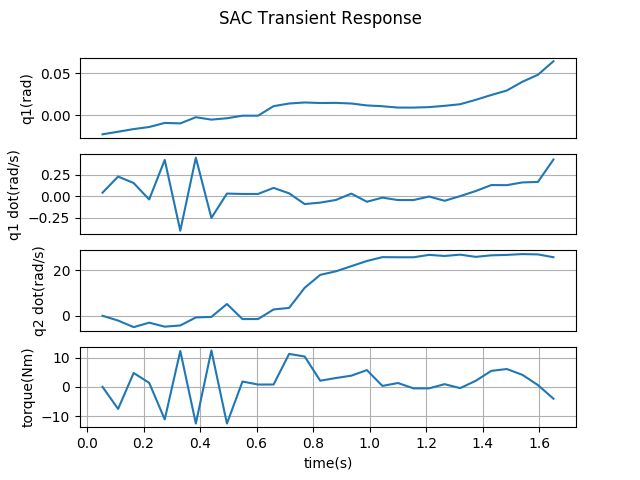 SAC Transient Response
q1(rad)
0.05
0.00
q1 dot(rad/s)
0.25
0.00
−0.25
q2 dot(rad/s)
20
0
torque(Nm)
10
0
−10
0.0 0.2 0.4 0.6 0.8 1.0 1.2 1.4 1.6
time(s)